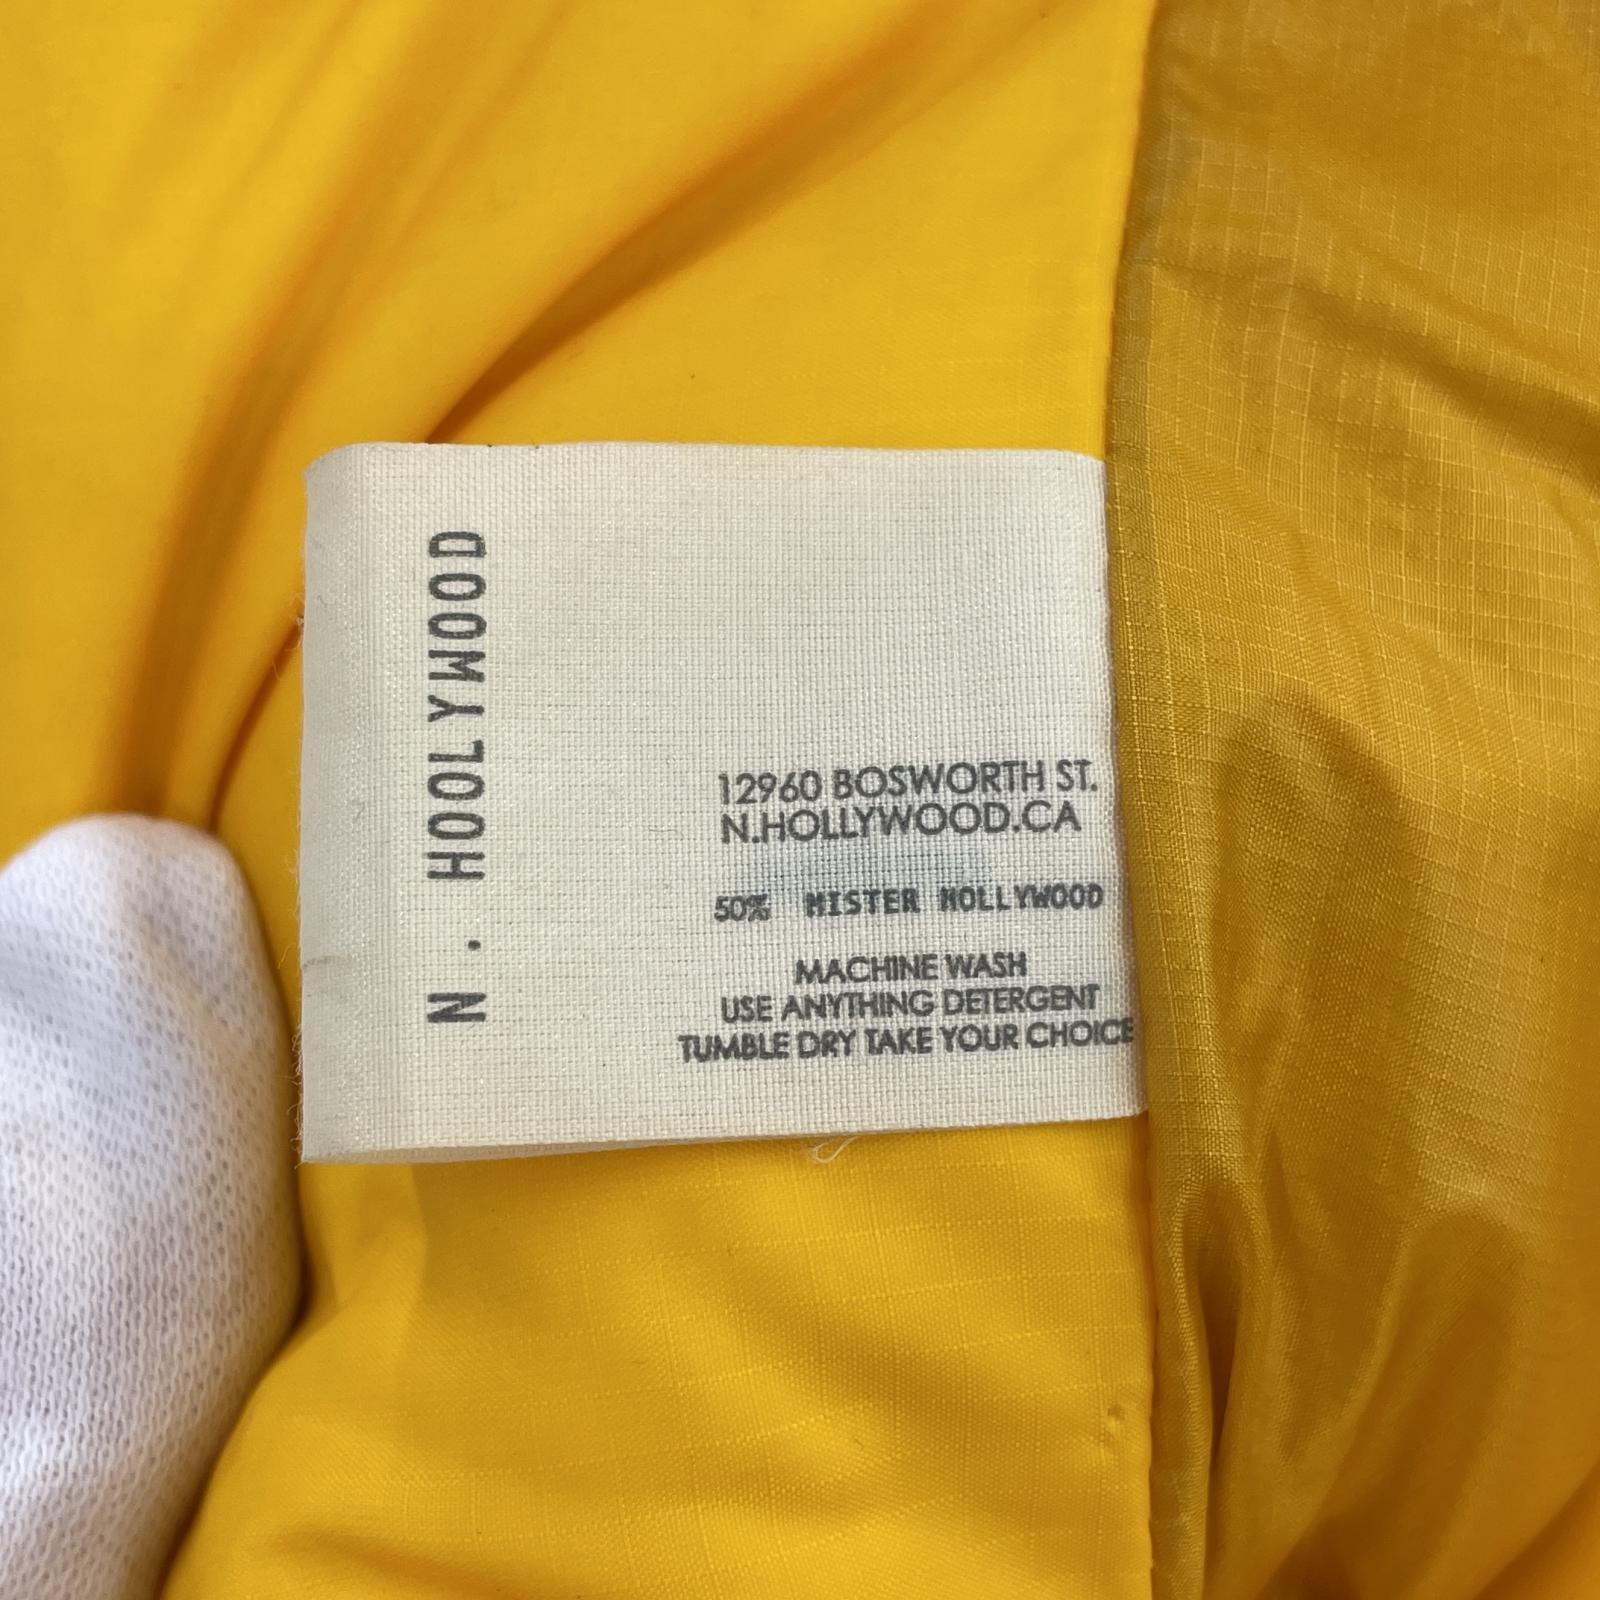 N. HOOLYWOOD
12960 BOSWORTH ST.
N.HOLLYWOOD.CA
50% MISTER HOLLYWOOD
MACHINE WASH
USE ANYTHING DETERGENT
TUMBLE DRY TAKE YOUR CHOICE